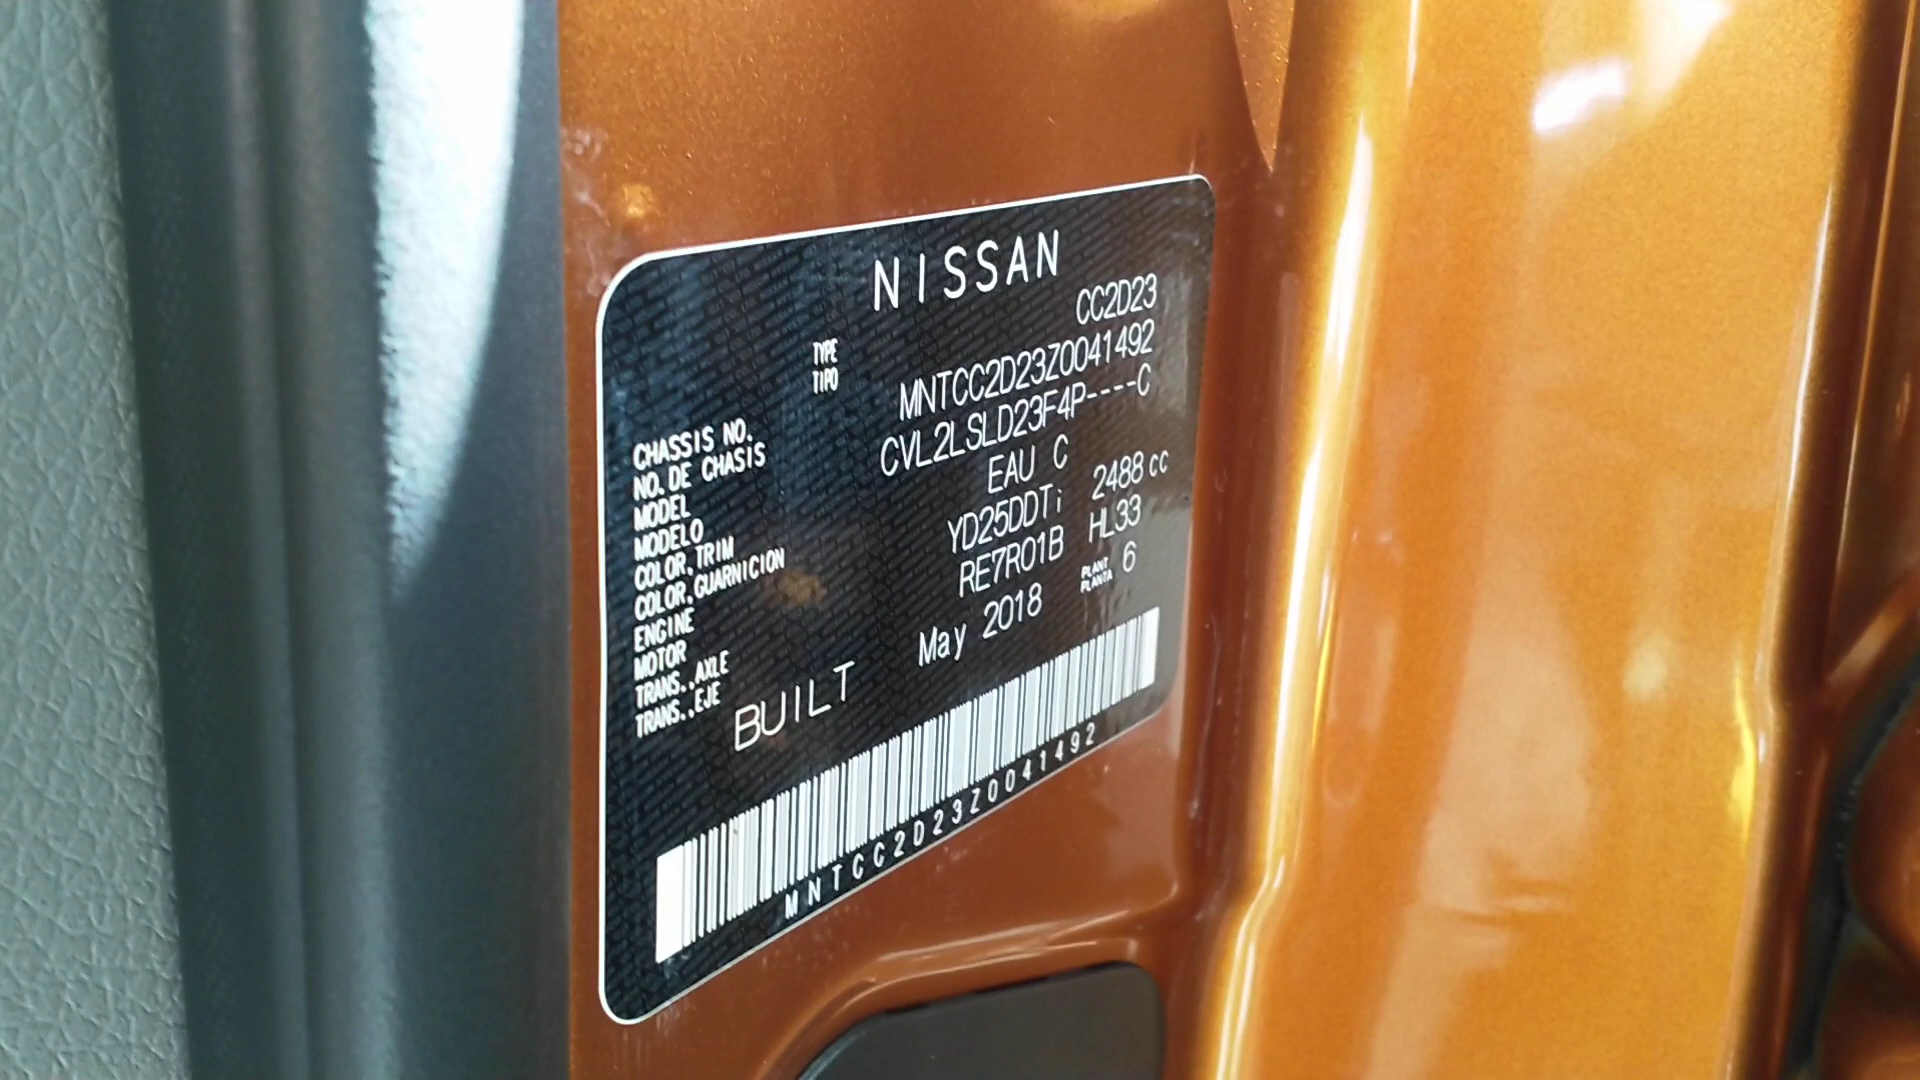 NISSAN
TYPE CC2D23
TIPO
CHASSIS NO. MNTCC2D23Z0041492
NO. DE CHASIS
MODEL CVL2LSLD23F4P----C
MODELO
COLOR, TRIM EAU C
COLOR, GUARNICION
ENGINE YD25DDTi 2488 cc
MOTOR
TRANS., AXLE RE7R01B HL33
TRANS., EJE
BUILT May 2018 PLANT 6
PLANTA
MNTCC2D23Z0041492